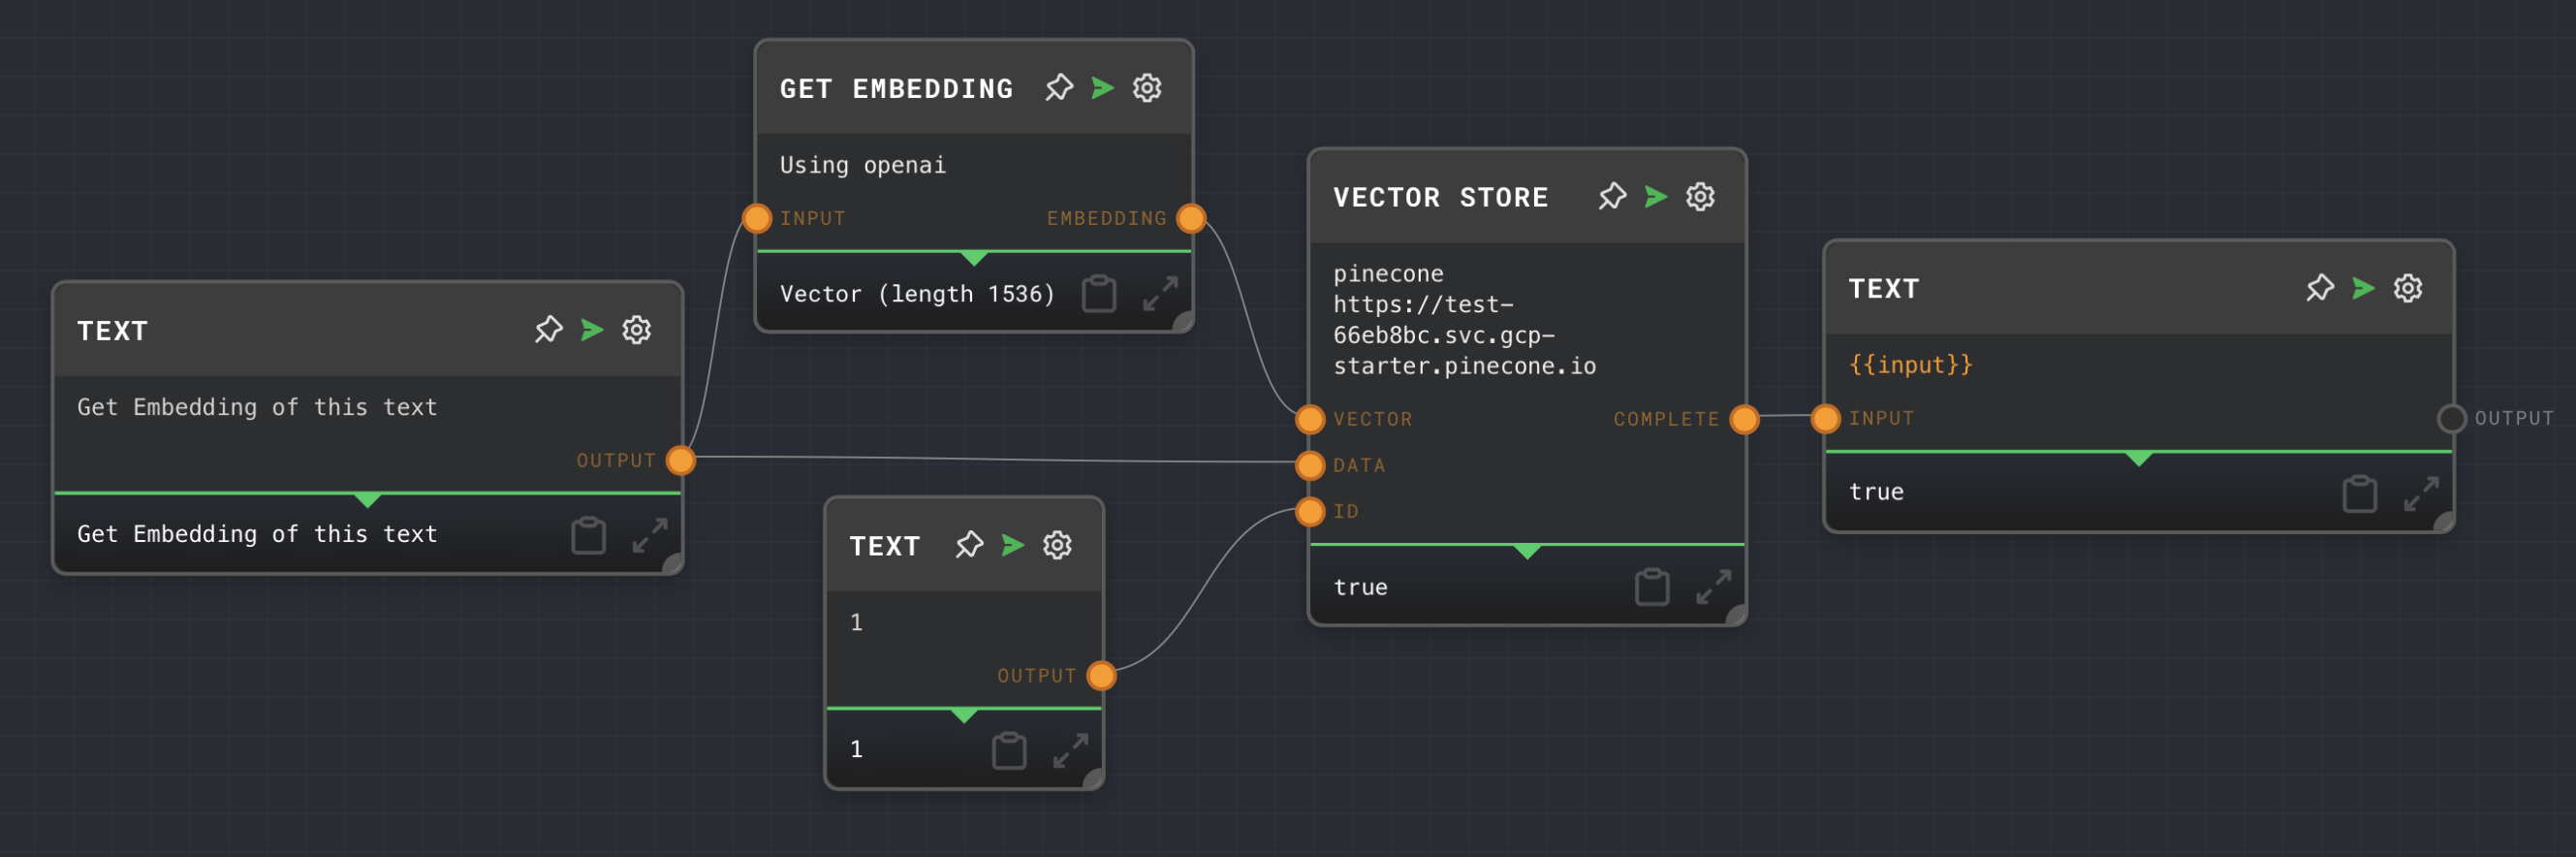 TEXT
Get Embedding of this text
OUTPUT
Get Embedding of this text
GET EMBEDDING
Using openai
INPUT EMBEDDING
Vector (length 1536)
TEXT
1
OUTPUT
1
VECTOR STORE
pinecone
https://test-
66eb8bc.svc.gcp-
starter.pinecone.io
VECTOR COMPLETE
DATA
ID
true
TEXT
{{input}}
INPUT OUTPUT
true